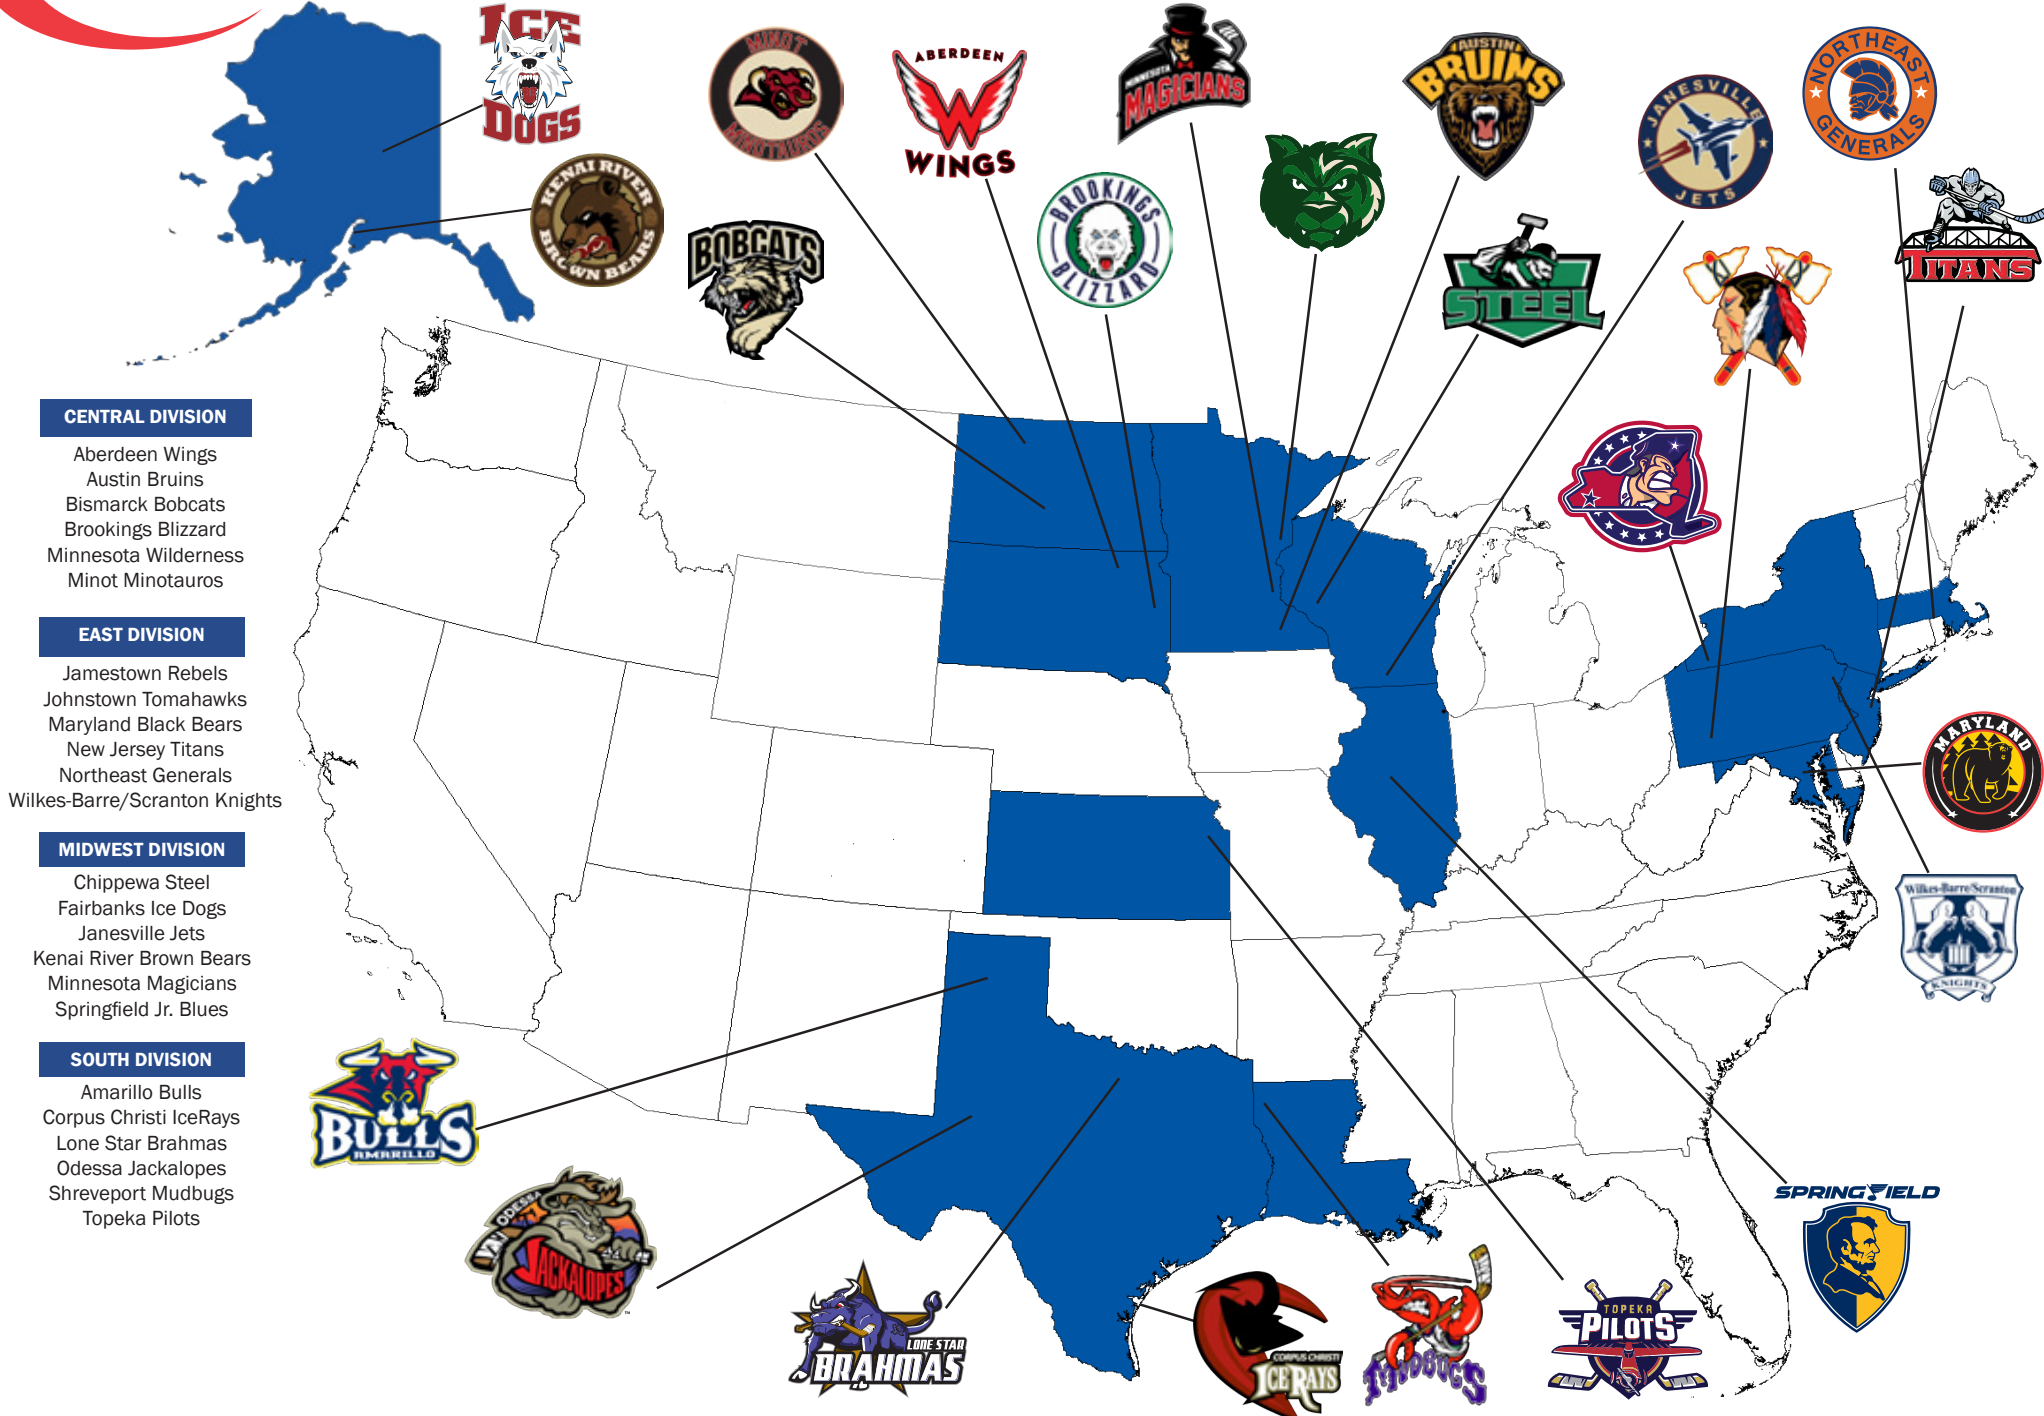 ICE
DOGS
KENAI RIVER
BROWN BEARS
BOBCATS
MINOT
MINOTAUROS
ABERDEEN
WINGS
BROOKINGS
BLIZZARD
MINNESOTA
MAGICIANS
AUSTIN
BRUINS
STEEL
JANESVILLE
JETS
NORTHEAST
GENERALS
TITANS
CENTRAL DIVISION
Aberdeen Wings
Austin Bruins
Bismarck Bobcats
Brookings Blizzard
Minnesota Wilderness
Minot Minotauros
EAST DIVISION
Jamestown Rebels
Johnstown Tomahawks
Maryland Black Bears
New Jersey Titans
Northeast Generals
Wilkes-Barre/Scranton Knights
MIDWEST DIVISION
Chippewa Steel
Fairbanks Ice Dogs
Janesville Jets
Kenai River Brown Bears
Minnesota Magicians
Springfield Jr. Blues
SOUTH DIVISION
Amarillo Bulls
Corpus Christi IceRays
Lone Star Brahmas
Odessa Jackalopes
Shreveport Mudbugs
Topeka Pilots
MARYLAND
Wilkes-Barre/Scranton
KNIGHTS
BULLS
AMARILLO
ODESSA
JACKALOPES
LONE STAR
BRAHMAS
CORPUS CHRISTI
ICERAYS
MUDBUGS
TOPEKA
PILOTS
SPRINGFIELD